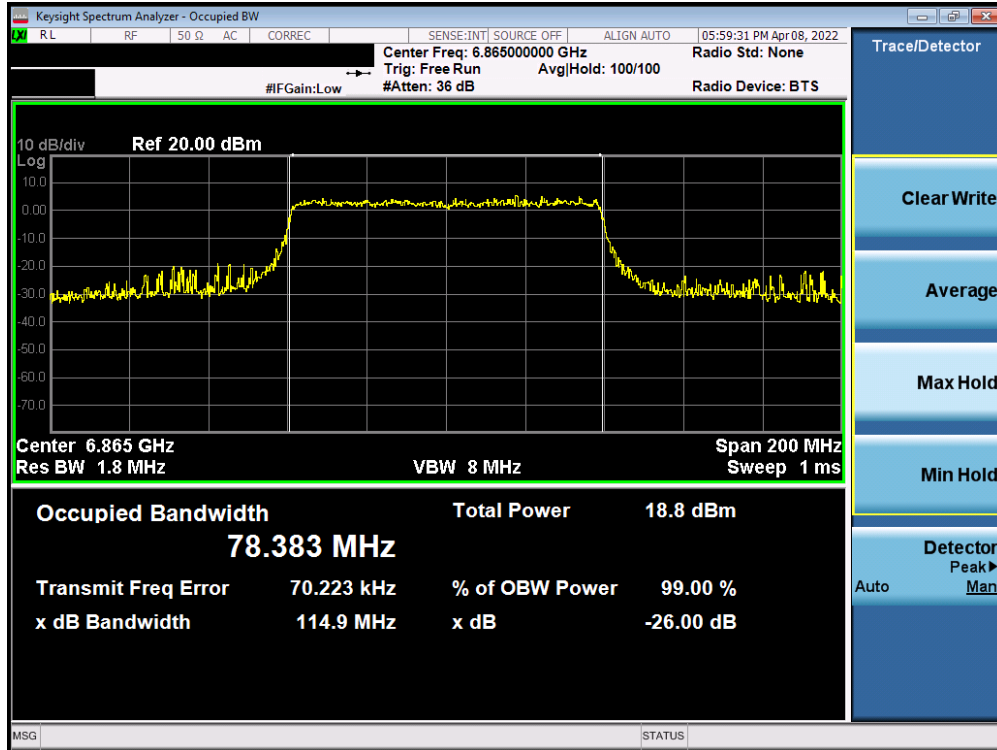 Keysight Spectrum Analyzer - Occupied BW
LXI RL RF 50 Ω AC CORREC SENSE:INT SOURCE OFF ALIGN AUTO 05:59:31 PM Apr 08, 2022
Center Freq: 6.865000000 GHz Radio Std: None
Trig: Free Run Avg|Hold: 100/100
#IFGain:Low #Atten: 36 dB Radio Device: BTS
Trace/Detector
10 dB/div Ref 20.00 dBm
Log
10.0
0.00
-10.0
-20.0
-30.0
-40.0
-50.0
-60.0
-70.0
Center 6.865 GHz Span 200 MHz
Res BW 1.8 MHz VBW 8 MHz Sweep 1 ms
Occupied Bandwidth Total Power 18.8 dBm
78.383 MHz
Transmit Freq Error 70.223 kHz % of OBW Power 99.00 %
x dB Bandwidth 114.9 MHz x dB -26.00 dB
Clear Write
Average
Max Hold
Min Hold
Detector
Peak▶
Auto Man
MSG STATUS